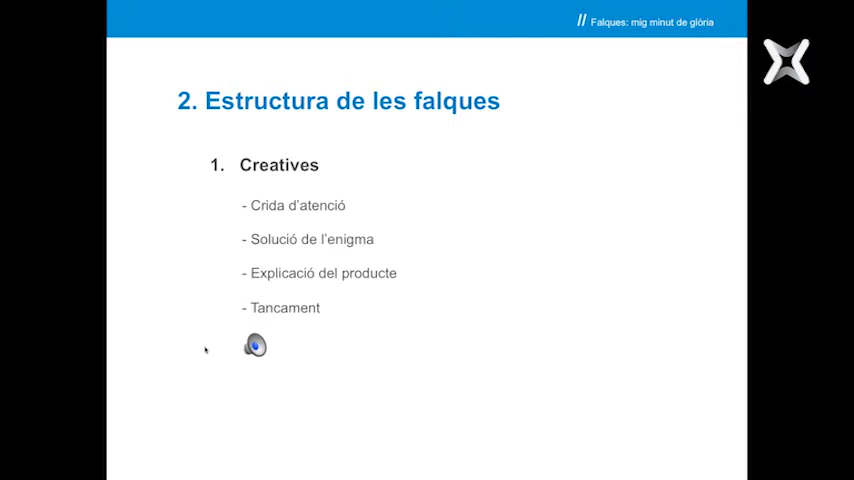 // Falques: mig minut de glòria
2. Estructura de les falques
1. Creatives
- Crida d’atenció
- Solució de l’enigma
- Explicació del producte
- Tancament